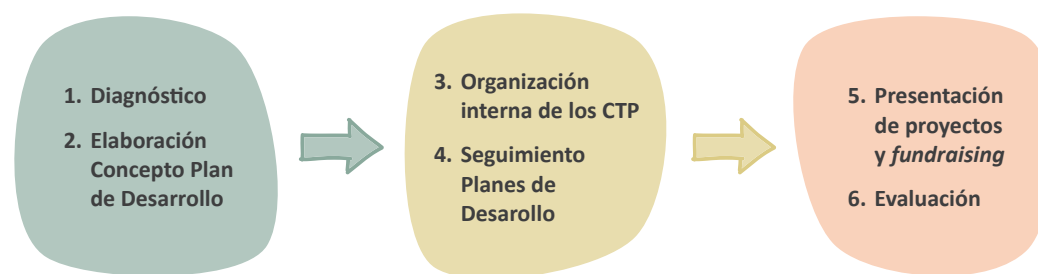 1. Diagnóstico
2. Elaboración
Concepto Plan
de Desarrollo
3. Organización
interna de los CTP
4. Seguimiento
Planes de
Desarollo
5. Presentación
de proyectos
y fundraising
6. Evaluación